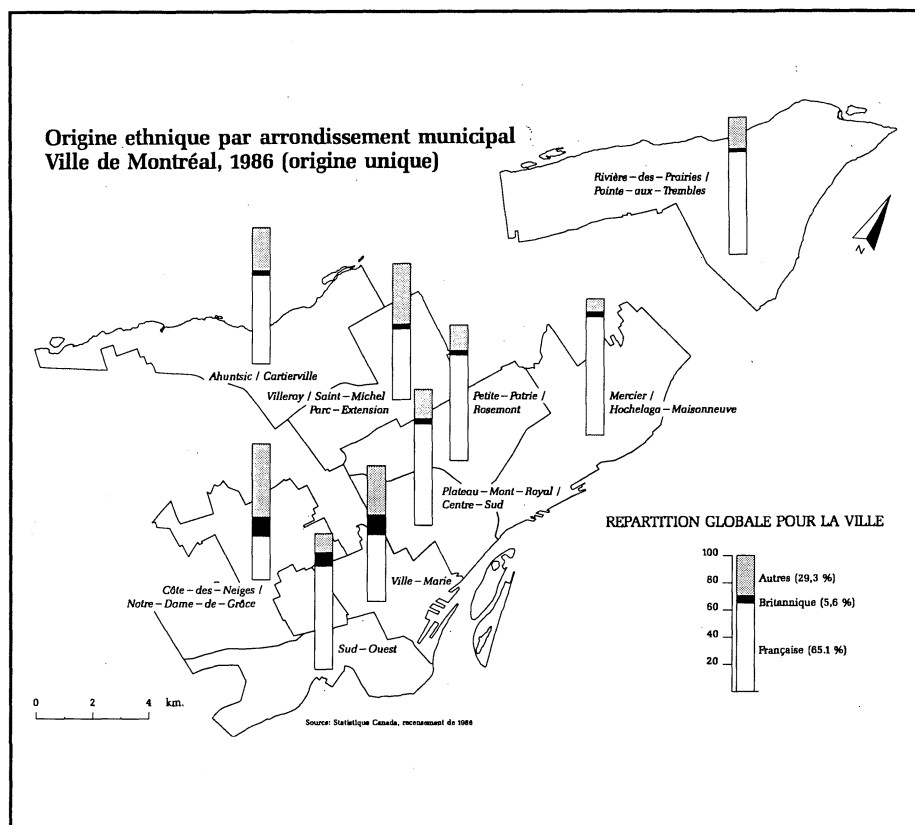 Origine ethnique par arrondissement municipal
Ville de Montréal, 1986 (origine unique)
Rivière-des-Prairies /
Pointe-aux-Trembles
N
Ahuntsic / Cartierville
Villeray / Saint-Michel
Parc-Extension
Petite-Patrie /
Rosemont
Mercier /
Hochelaga-Maisonneuve
Plateau-Mont-Royal /
Centre-Sud
Côte-des-Neiges /
Notre-Dame-de-Grâce
Ville-Marie
Sud-Ouest
REPARTITION GLOBALE POUR LA VILLE
100
80
60
40
20
Autres (29,3 %)
Britannique (5,6 %)
Française (65.1 %)
0 2 4 km.
Source: Statistique Canada, recensement de 1986